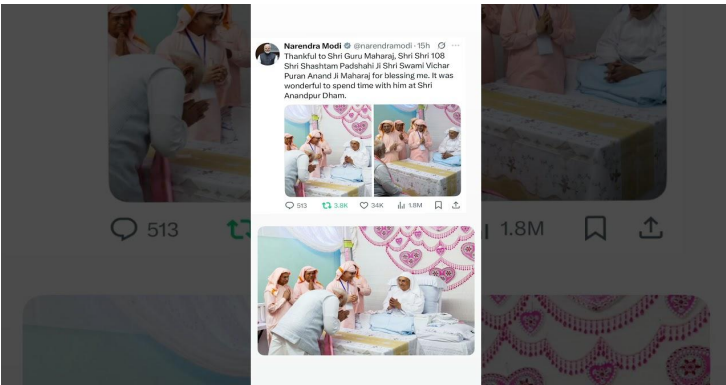 Narendra Modi @narendramodi · 15h ...
Thankful to Shri Guru Maharaj, Shri Shri 108
Shri Shashtam Padshahi Ji Shri Swami Vichar
Puran Anand Ji Maharaj for blessing me. It was
wonderful to spend time with him at Shri
Anandpur Dham.
513 3.8K 34K 1.8M
513 1.8M